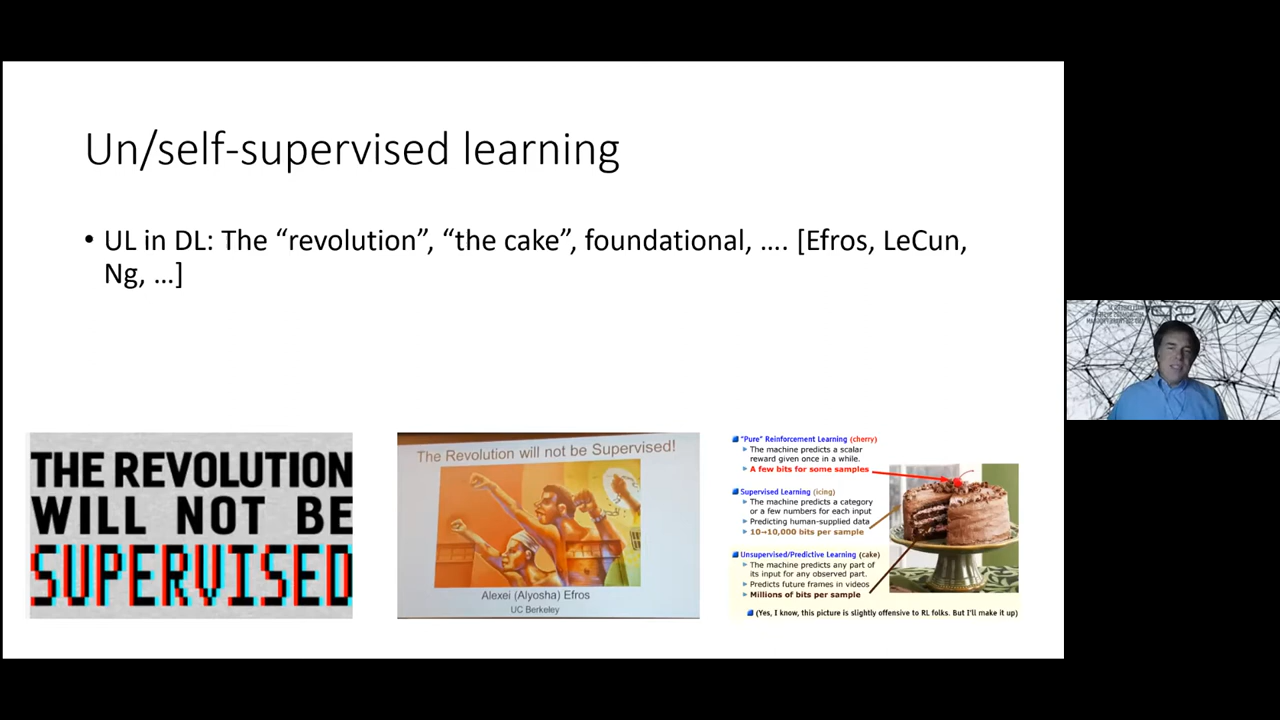 Un/self-supervised learning
• UL in DL: The “revolution”, “the cake”, foundational, …. [Efros, LeCun,
Ng, …]
THE REVOLUTION
WILL NOT BE
SUPERVISED
The Revolution will not be Supervised!
Alexei (Alyosha) Efros
UC Berkeley
"Pure" Reinforcement Learning (cherry)
The machine predicts a scalar
reward given once in a while.
A few bits for some samples
Supervised Learning (icing)
The machine predicts a category
or a few numbers for each input
Predicting human-supplied data
10→10,000 bits per sample
Unsupervised/Predictive Learning (cake)
The machine predicts any part of
its input for any observed part.
Predicts future frames in videos
Millions of bits per sample
(Yes, I know, this picture is slightly offensive to RL folks. But I'll make it up)